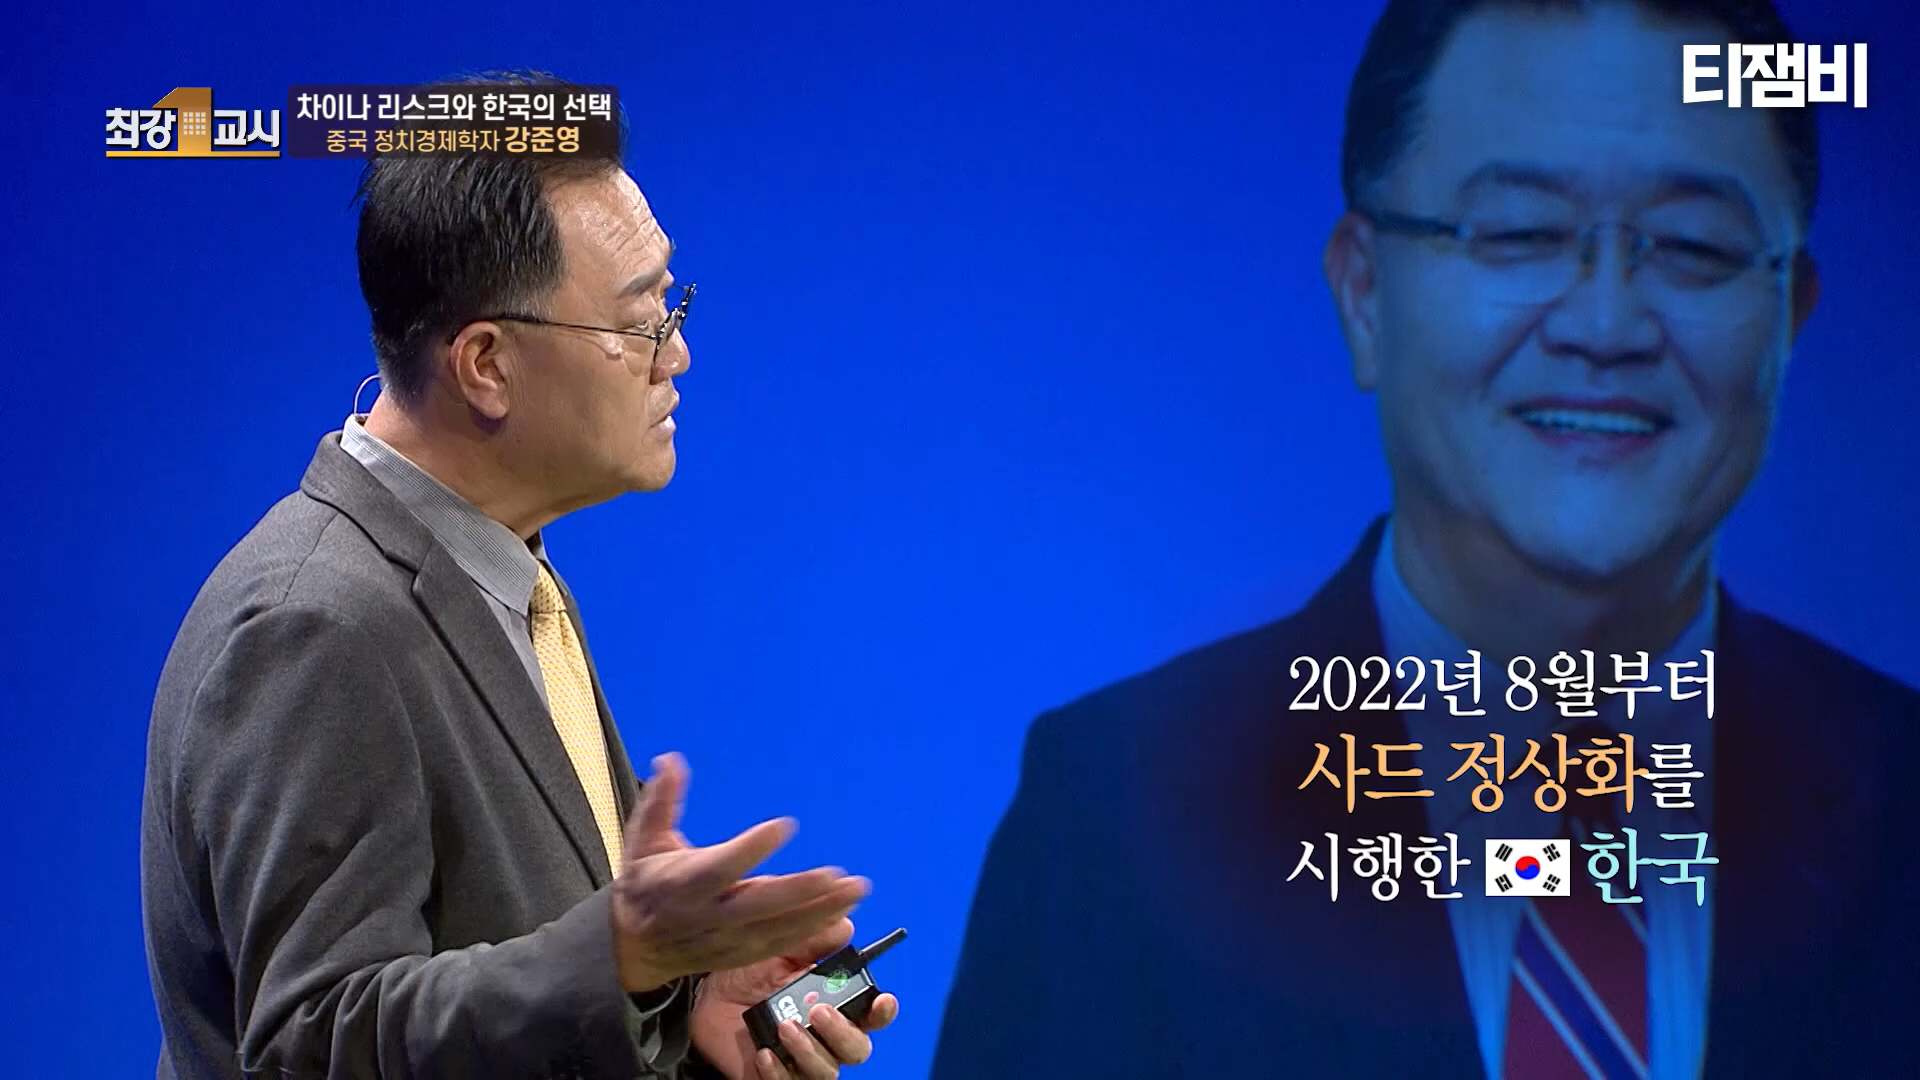 최강1교시
차이나 리스크와 한국의 선택
중국 정치경제학자 강준영
티잼비
2022년 8월부터
사드 정상화를
시행한 한국